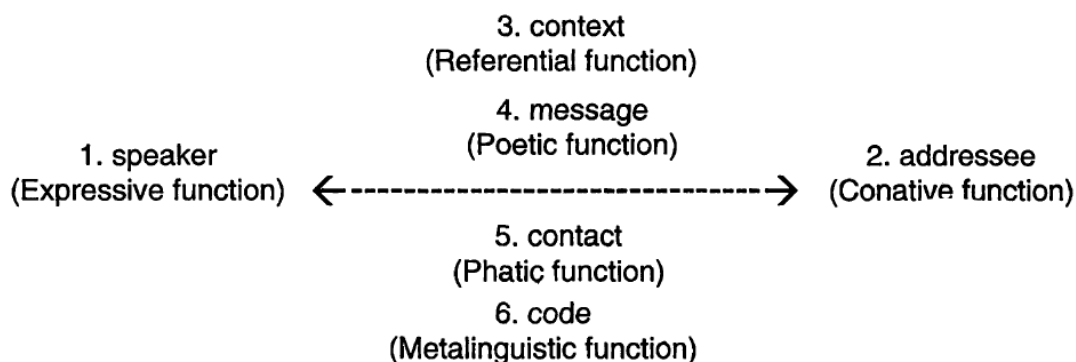 3. context
(Referential function)
4. message
(Poetic function)
1. speaker
(Expressive function)
2. addressee
(Conative function)
5. contact
(Phatic function)
6. code
(Metalinguistic function)